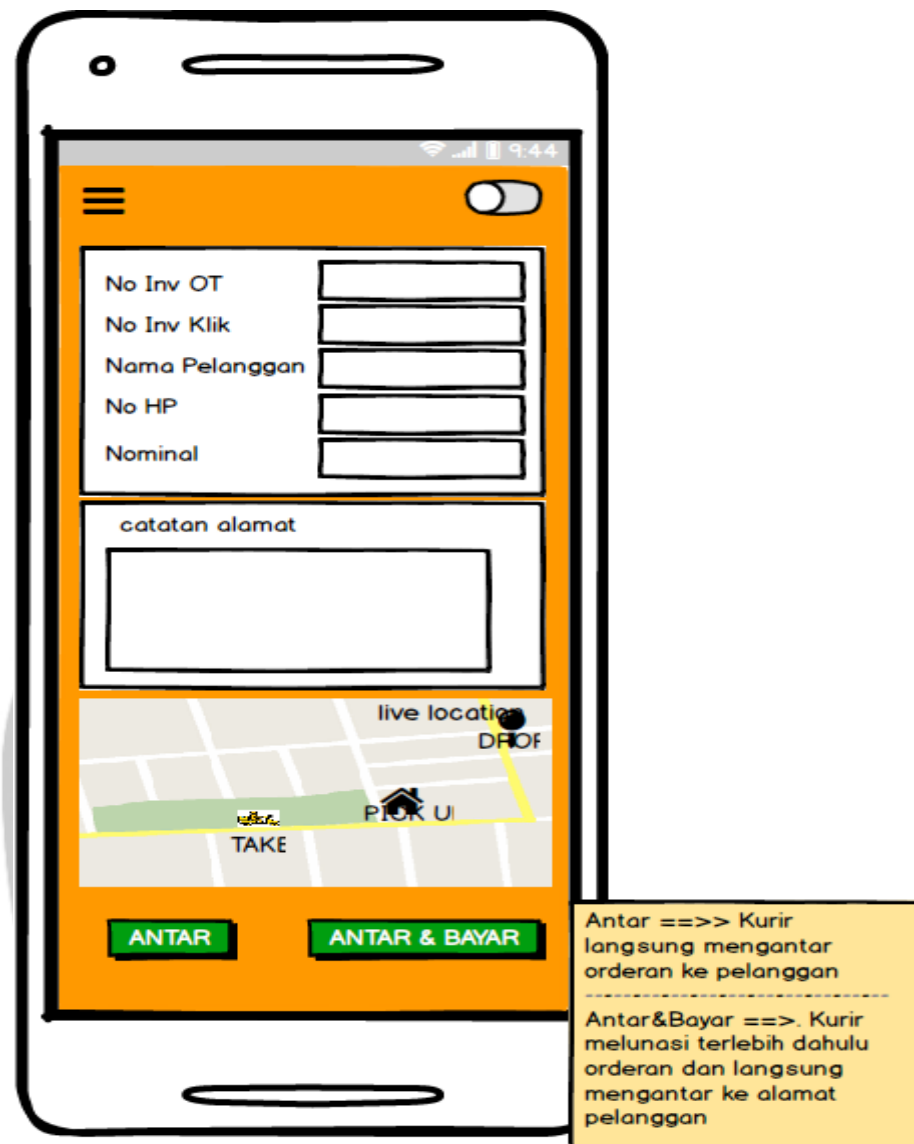 9:44
No Inv OT
No Inv Klik
Nama Pelanggan
No HP
Nominal
catatan alamat
live location
DROP
PICK U
TAKE
ANTAR
ANTAR & BAYAR
Antar ==>> Kurir
langsung mengantar
orderan ke pelanggan
Antar&Bayar ==>. Kurir
melunasi terlebih dahulu
orderan dan langsung
mengantar ke alamat
pelanggan